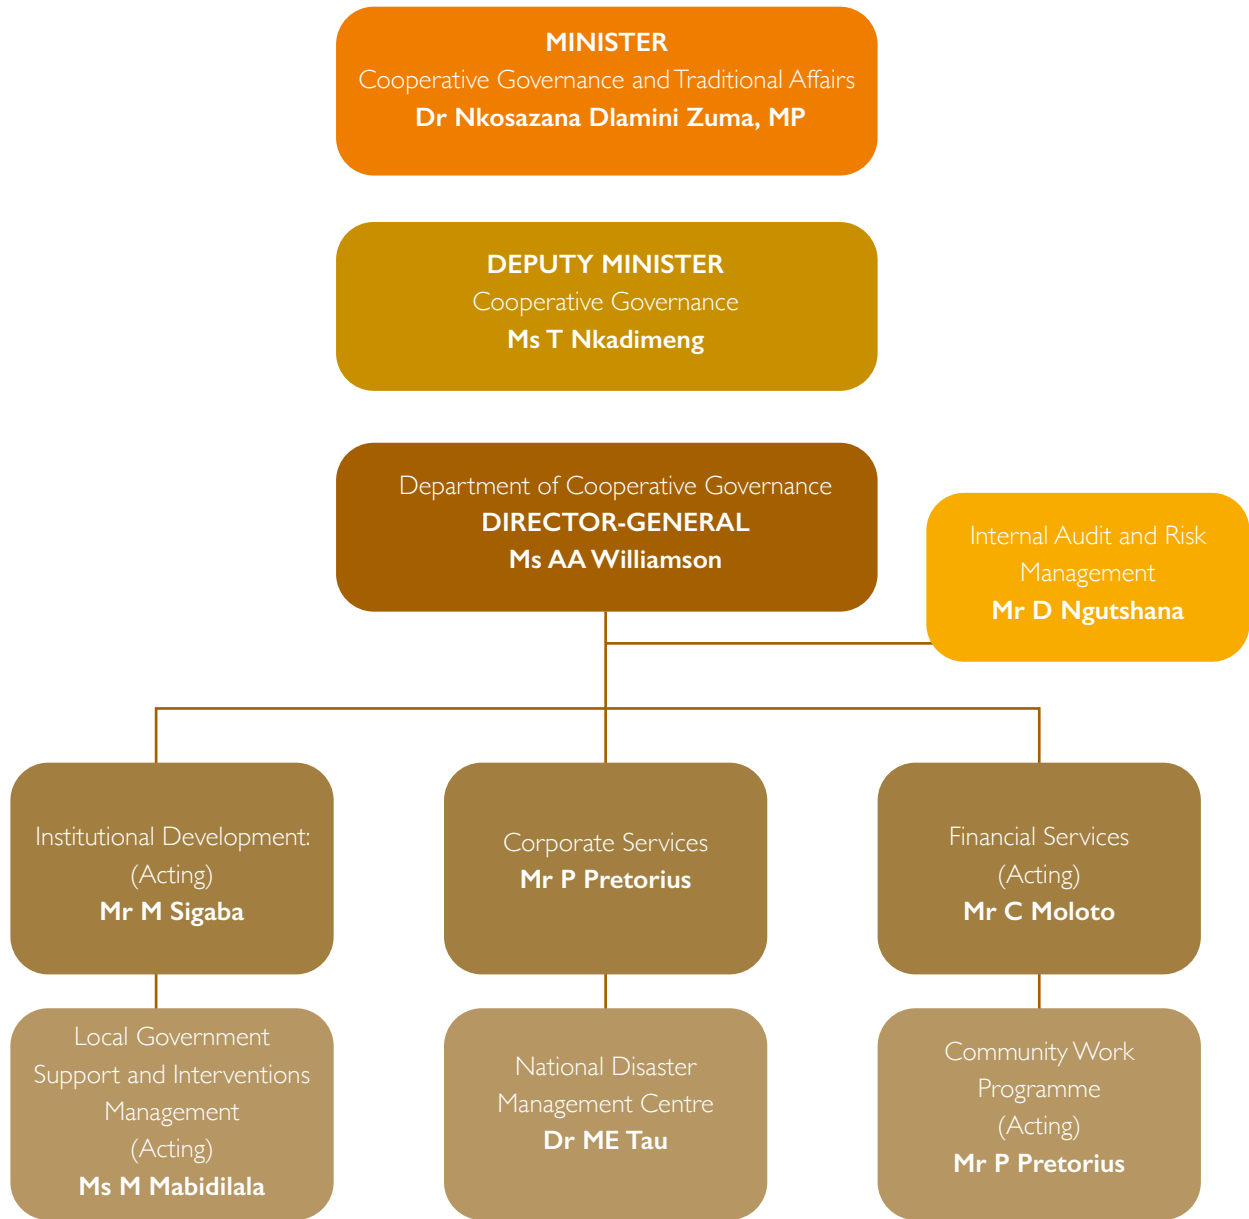 MINISTER
Cooperative Governance and Traditional Affairs
Dr Nkosazana Dlamini Zuma, MP
DEPUTY MINISTER
Cooperative Governance
Ms T Nkadimeng
Department of Cooperative Governance
DIRECTOR-GENERAL
Ms AA Williamson
Internal Audit and Risk
Management
Mr D Ngutshana
Institutional Development:
(Acting)
Mr M Sigaba
Corporate Services
Mr P Pretorius
Financial Services
(Acting)
Mr C Moloto
Local Government
Support and Interventions
Management
(Acting)
Ms M Mabidilala
National Disaster
Management Centre
Dr ME Tau
Community Work
Programme
(Acting)
Mr P Pretorius